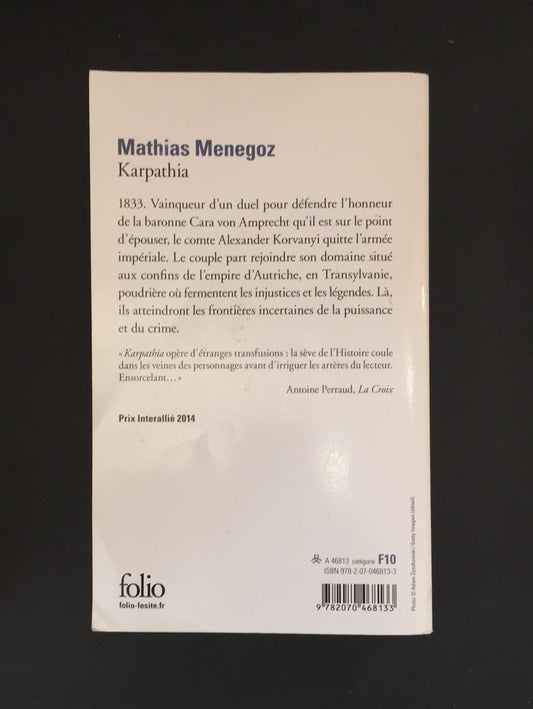 Mathias Menegoz
Karpathia
1833. Vainqueur d'un duel pour défendre l'honneur
de la baronne Cara von Amprecht qu'il est sur le point
d'épouser, le comte Alexander Korvanyi quitte l'armée
impériale. Le couple part rejoindre son domaine situé
aux confins de l'empire d'Autriche, en Transylvanie,
poudrière où fermentent les injustices et les légendes. Là,
ils atteindront les frontières incertaines de la puissance
et du crime.
« Karpathia opère d'étranges transfusions : la sève de l'Histoire coule
dans les veines des personnages avant d'irriguer les artères du lecteur.
Ensorcelant… »
Antoine Perraud, La Croix
Prix Interallié 2014
A 46813 catégorie F10
ISBN 978-2-07-046813-3
9 782070 468133
folio
folio-lesite.fr
Photo © Adam / Getty Images (détail).